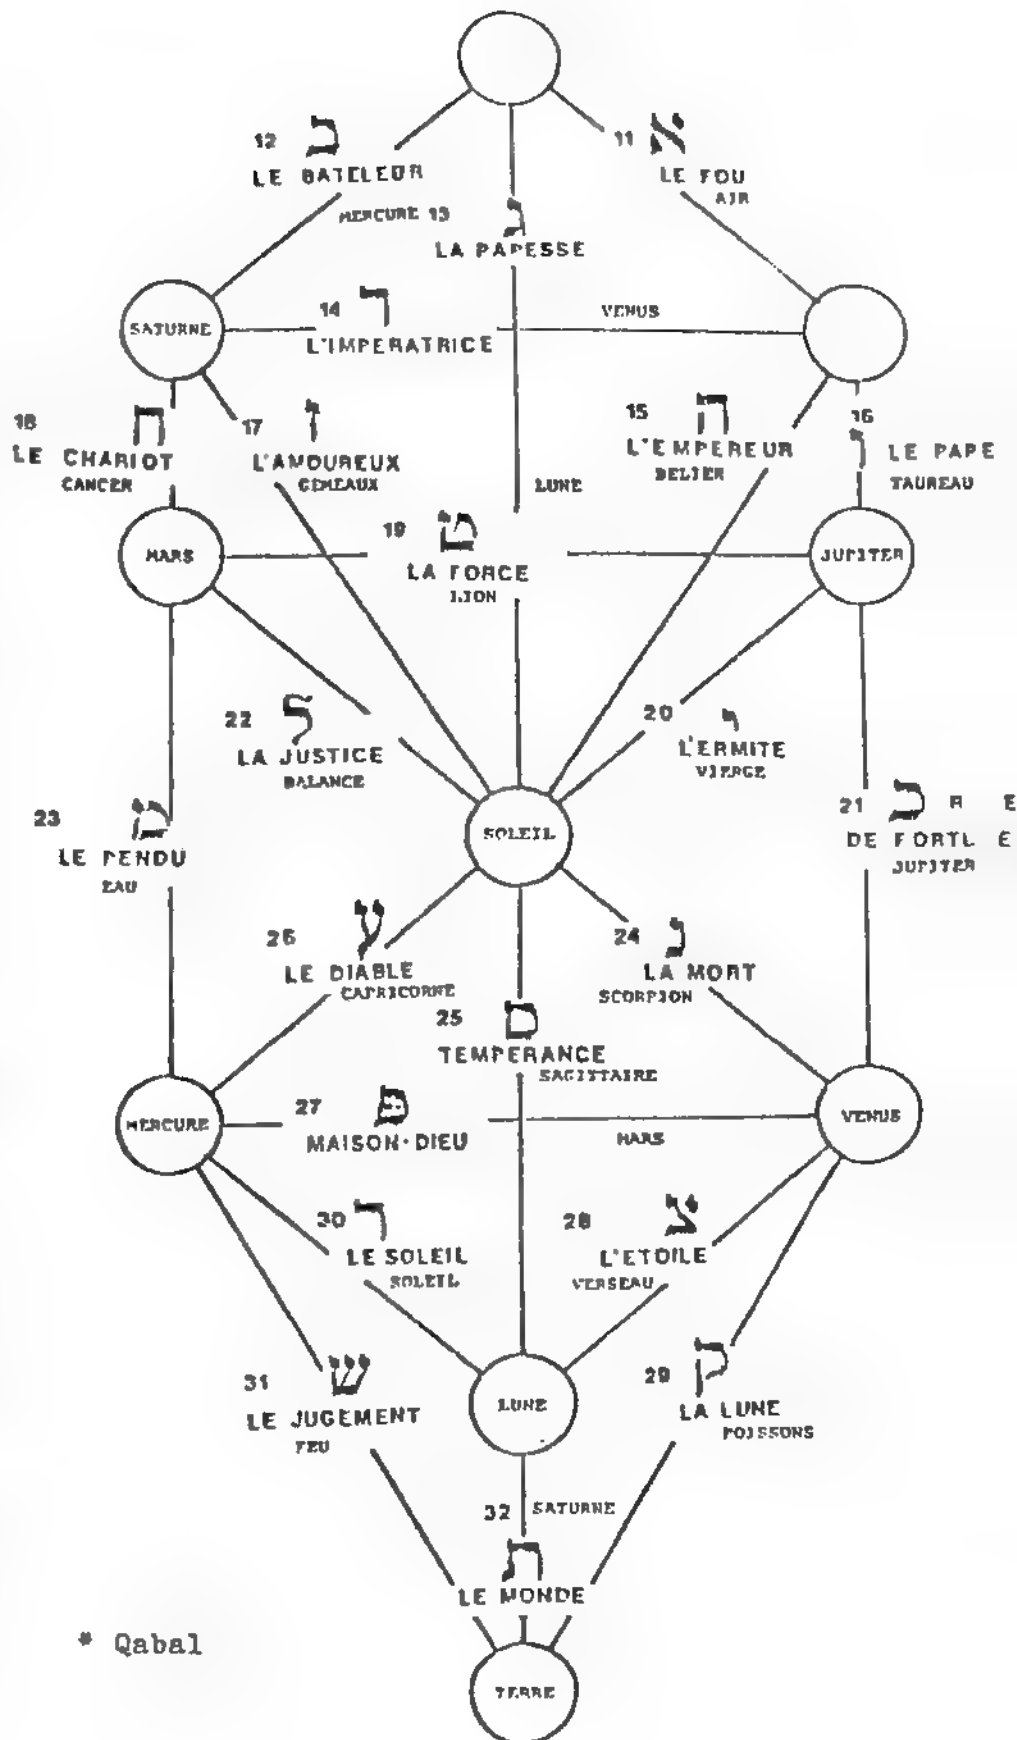 12 ב
LE BATELEUR
MERCURE
11 א
LE FOU
AIR
13
ג
LA PAPESSE
SATURNE
14 ד
L'IMPERATRICE
VENUS
18 ח
LE CHARIOT
CANCER
17 ז
L'AMOUREUX
GEMEAUX
LUNE
15 ה
L'EMPEREUR
BELIER
16
ו LE PAPE
TAUREAU
MARS
19 ט
LA FORCE
LION
JUPITER
22 ל
LA JUSTICE
BALANCE
20 י
L'ERMITE
VIERGE
23 מ
LE PENDU
EAU
SOLEIL
21 כ R E
DE FORTL E
JUPITER
26 ע
LE DIABLE
CAPRICORNE
24 נ
LA MORT
SCORPION
25 ס
TEMPERANCE
SAGITTAIRE
MERCURE
27 פ
MAISON-DIEU
MARS
VENUS
30 ר
LE SOLEIL
SOLEIL
28 צ
L'ETOILE
VERSEAU
31 ש
LE JUGEMENT
FEU
LUNE
29 ק
LA LUNE
POISSONS
32 SATURNE
ת
LE MONDE
* Qabal
TERRE